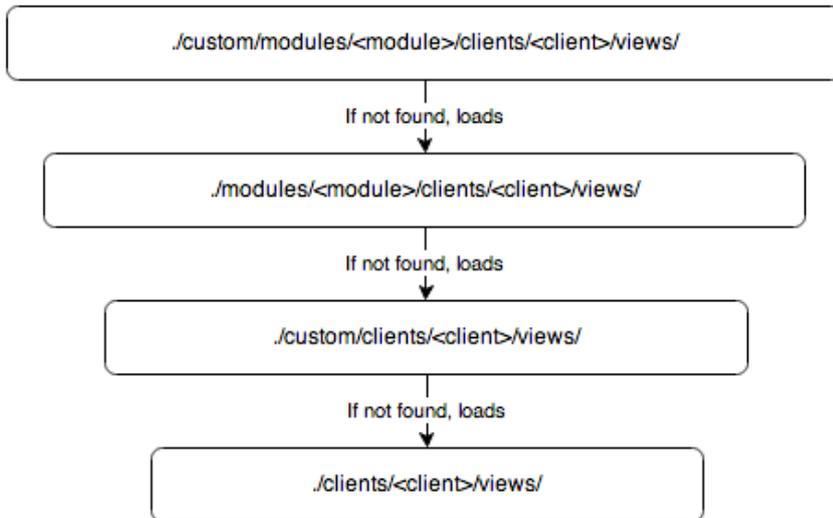 ./custom/modules/<module>/clients/<client>/views/
If not found, loads
./modules/<module>/clients/<client>/views/
If not found, loads
./custom/clients/<client>/views/
If not found, loads
./clients/<client>/views/